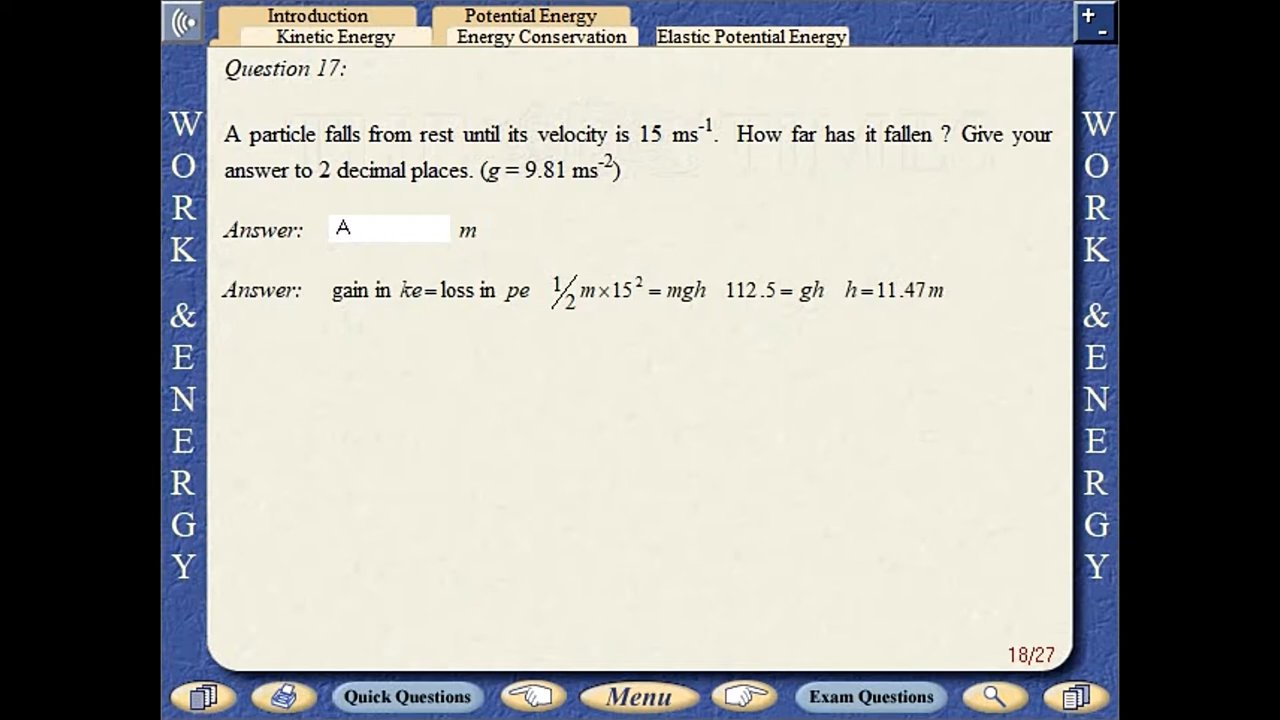 Introduction
Potential Energy
+
-
Kinetic Energy
Energy Conservation
Elastic Potential Energy
Question 17:
A particle falls from rest until its velocity is 15 ms⁻¹. How far has it fallen ? Give your
answer to 2 decimal places. (g = 9.81 ms⁻²)
Answer: A m
Answer: gain in ke=loss in pe ½ m×15² = mgh 112.5 = gh h=11.47m
WORK & ENERGY
WORK & ENERGY
18/27
Quick Questions
Menu
Exam Questions